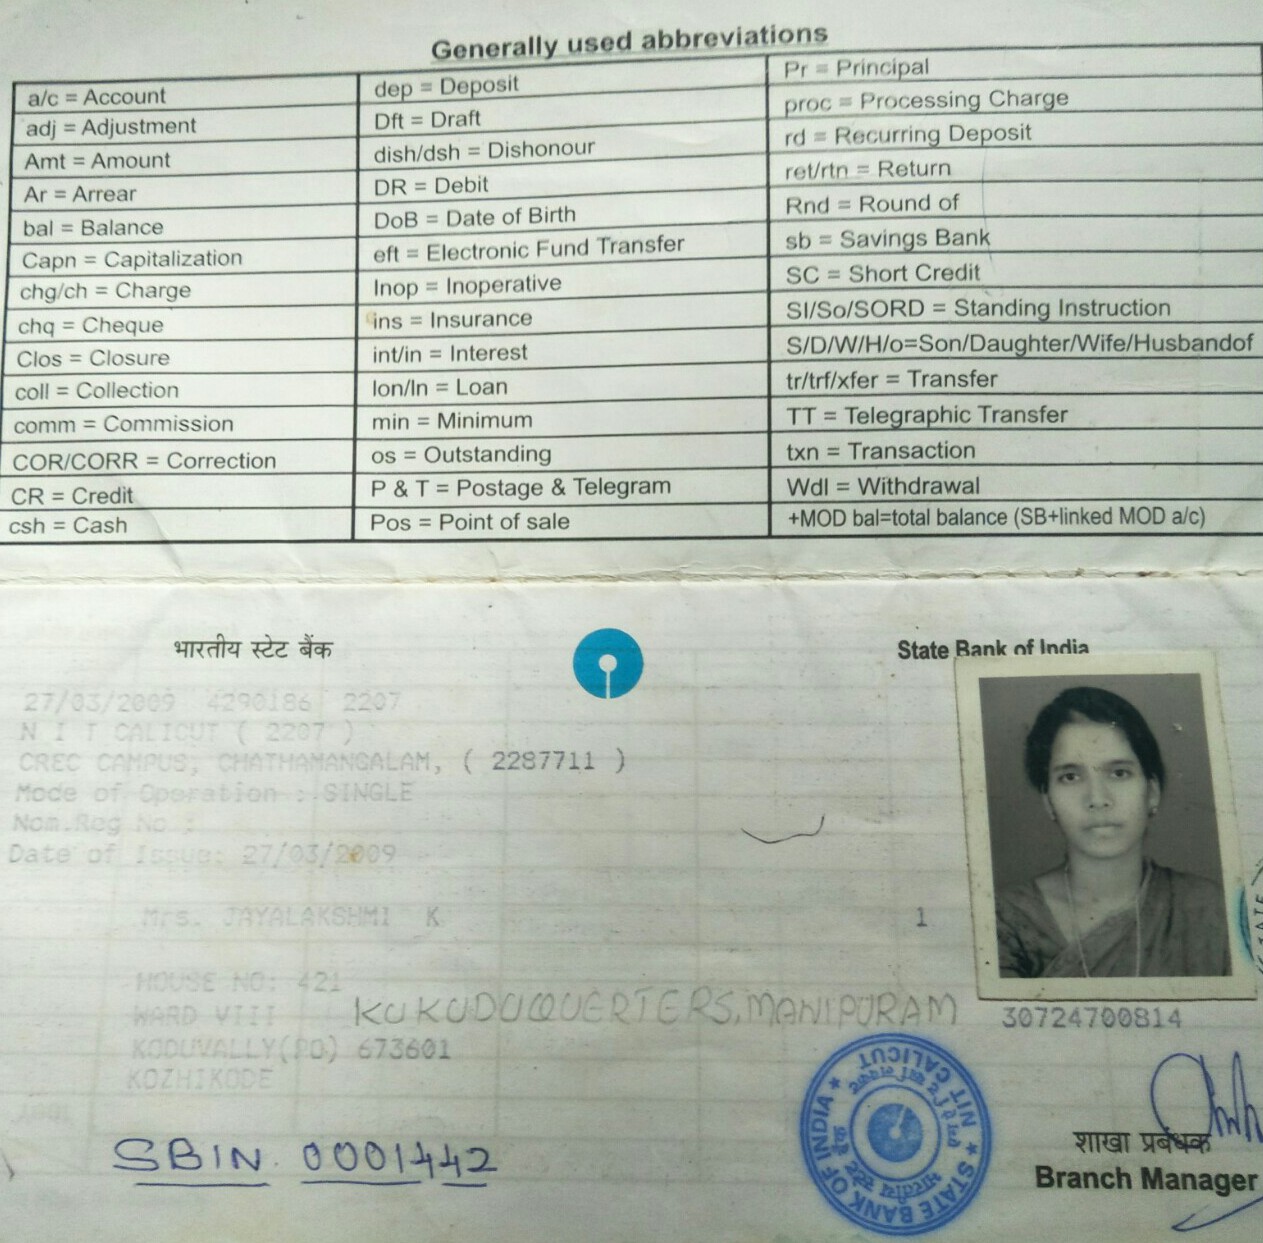 Generally used abbreviations
a/c = Account
adj = Adjustment
Amt = Amount
Ar = Arrear
bal = Balance
Capn = Capitalization
chg/ch = Charge
chq = Cheque
Clos = Closure
coll = Collection
comm = Commission
COR/CORR = Correction
CR = Credit
csh = Cash
dep = Deposit
Dft = Draft
dish/dsh = Dishonour
DR = Debit
DoB = Date of Birth
eft = Electronic Fund Transfer
Inop = Inoperative
ins = Insurance
int/in = Interest
lon/ln = Loan
min = Minimum
os = Outstanding
P & T = Postage & Telegram
Pos = Point of sale
Pr = Principal
proc = Processing Charge
rd = Recurring Deposit
ret/rtn = Return
Rnd = Round of
sb = Savings Bank
SC = Short Credit
SI/So/SORD = Standing Instruction
S/D/W/H/o=Son/Daughter/Wife/Husbandof
tr/trf/xfer = Transfer
TT = Telegraphic Transfer
txn = Transaction
Wdl = Withdrawal
+MOD bal=total balance (SB+linked MOD a/c)
भारतीय स्टेट बैंक
State Bank of India
27/03/2009 4290186 2207
N I T CALICUT ( 2207 )
CREC CAMPUS, CHATHAMANGALAM, ( 2287711 )
Mode of Operation : SINGLE
Nom.Reg No :
Date of Issue: 27/03/2009
Mrs. JAYALAKSHMI K 1
HOUSE NO: 421
WARD VIII KUKUDUQUERTERS, MANIPURAM
30724700814
KODUVALLY(PO) 673601
KOZHIKODE
SBIN 0001442
STATE BANK OF INDIA
NIT CALICUT
शाखा प्रबंधक
Branch Manager